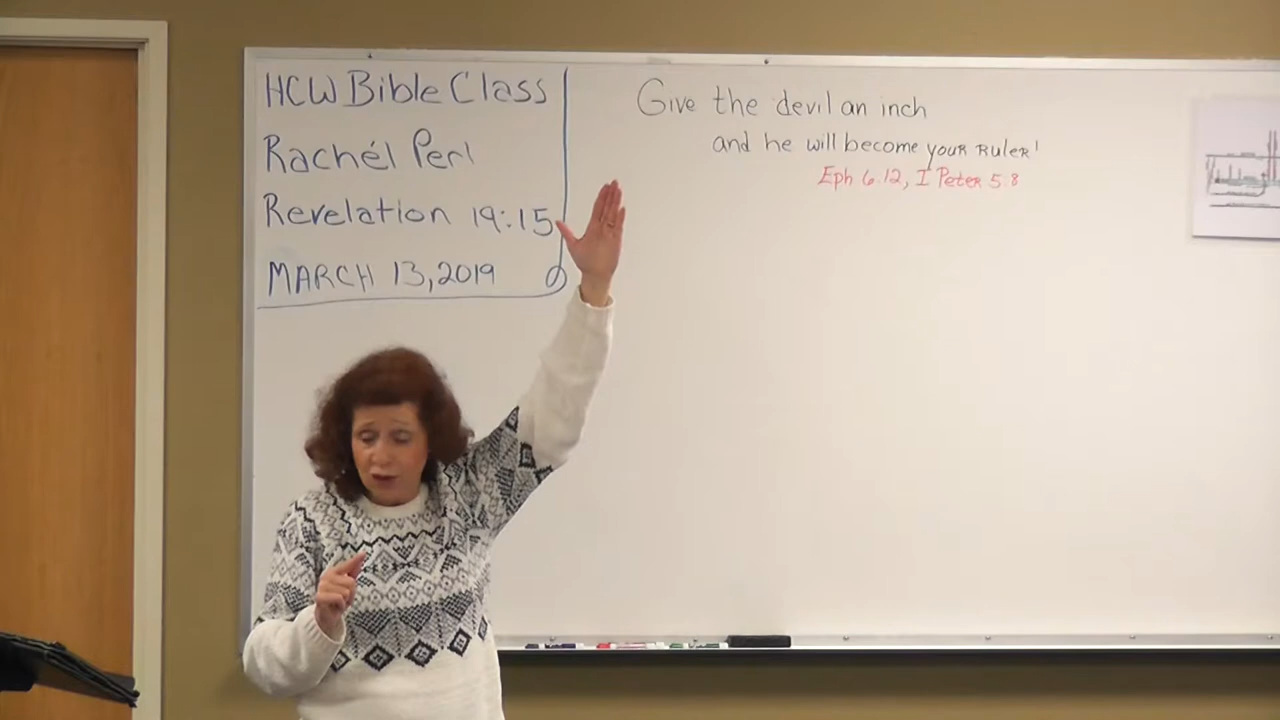 HCW Bible Class
Rachél Perl
Revelation 19:15
MARCH 13, 2019
Give the devil an inch
and he will become your RuleR!
Eph 6:12, I Peter 5:8